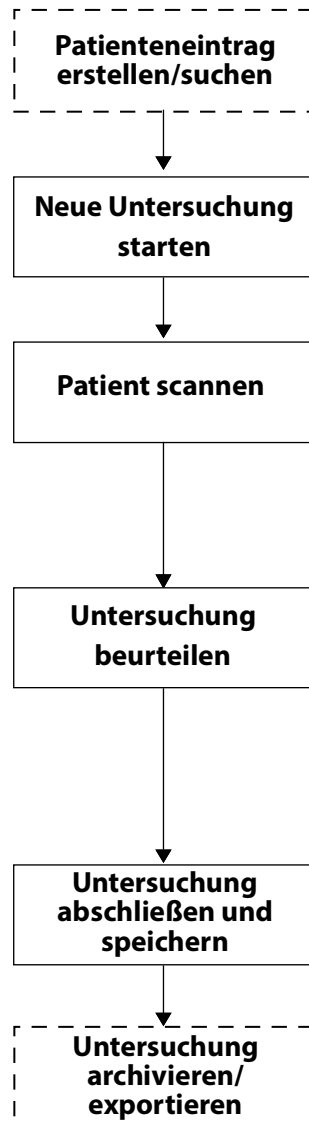 Patienteneintrag
erstellen/suchen
Neue Untersuchung
starten
Patient scannen
Untersuchung
beurteilen
Untersuchung
abschließen und
speichern
Untersuchung
archivieren/
exportieren